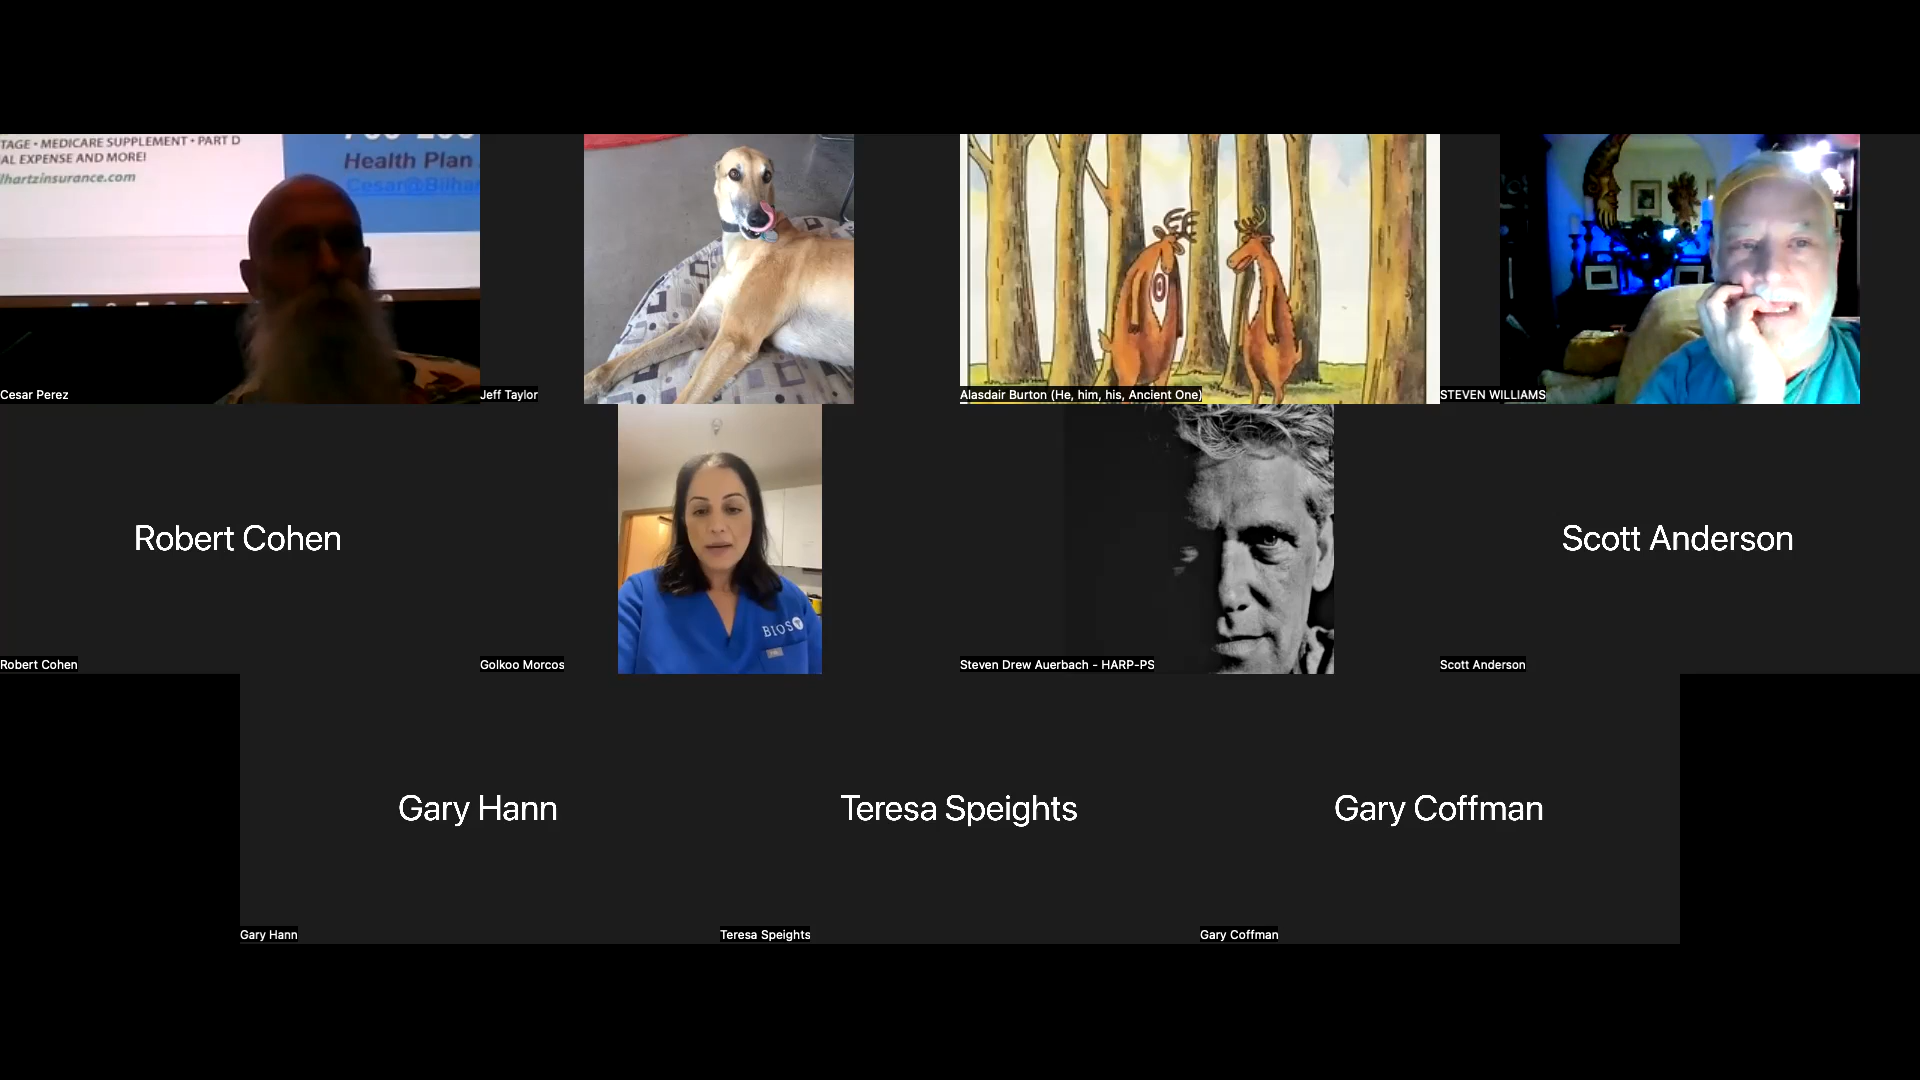 TAGE • MEDICARE SUPPLEMENT • PART D
AL EXPENSE AND MORE!
lhartzinsurance.com
Health Plan
Cesar@Bilhar
Cesar Perez
Jeff Taylor
Alasdair Burton (He, him, his, Ancient One)
STEVEN WILLIAMS
Robert Cohen
Robert Cohen
BIOS
Golkoo Morcos
Steven Drew Auerbach - HARP-PS
Scott Anderson
Scott Anderson
Gary Hann
Gary Hann
Teresa Speights
Teresa Speights
Gary Coffman
Gary Coffman